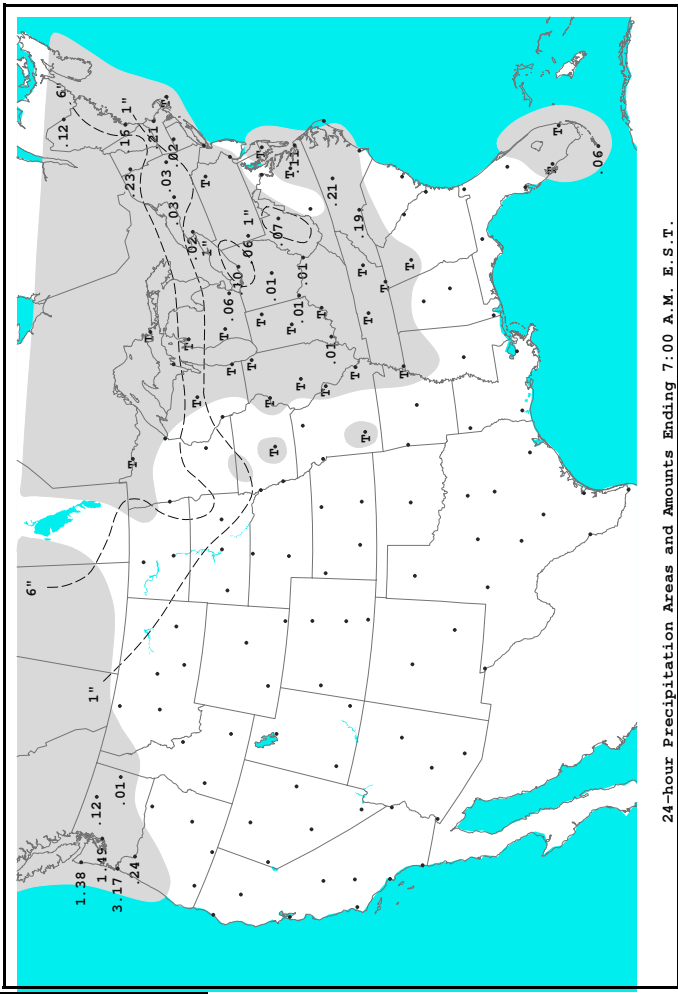 6"
6"
.12
1.38
1"
.12
1.49
3.17
.01
.16
1"
.23
T
.24
T
.21
T
.03
.02
.03
T
.02
T
T
1"
T
.06
T
.10
.06
1"
T
T
T
T
.01
T
.07
T
T
.11
.01
T
.01
T
T
.01
.21
T
.19
T
T
T
T
T
T
T
T
.06
24-hour Precipitation Areas and Amounts Ending 7:00 A.M. E.S.T.